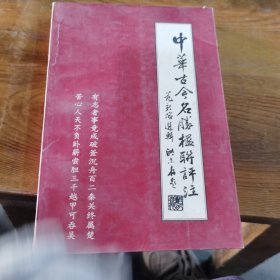 中華古今名勝楹联評注
有志者事竟成破釜沉舟百二秦关终属楚
苦心人天不负卧薪尝胆三千越甲可吞吴